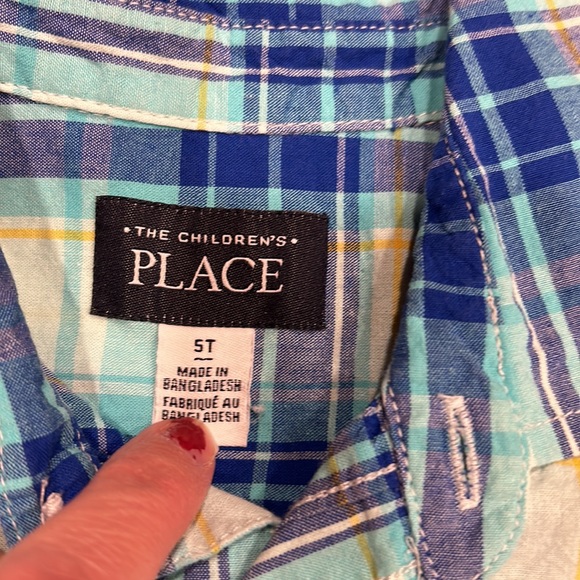 • THE CHILDREN'S •
PLACE
5T
MADE IN
BANGLADESH
FABRIQUÉ AU
BANGLADESH